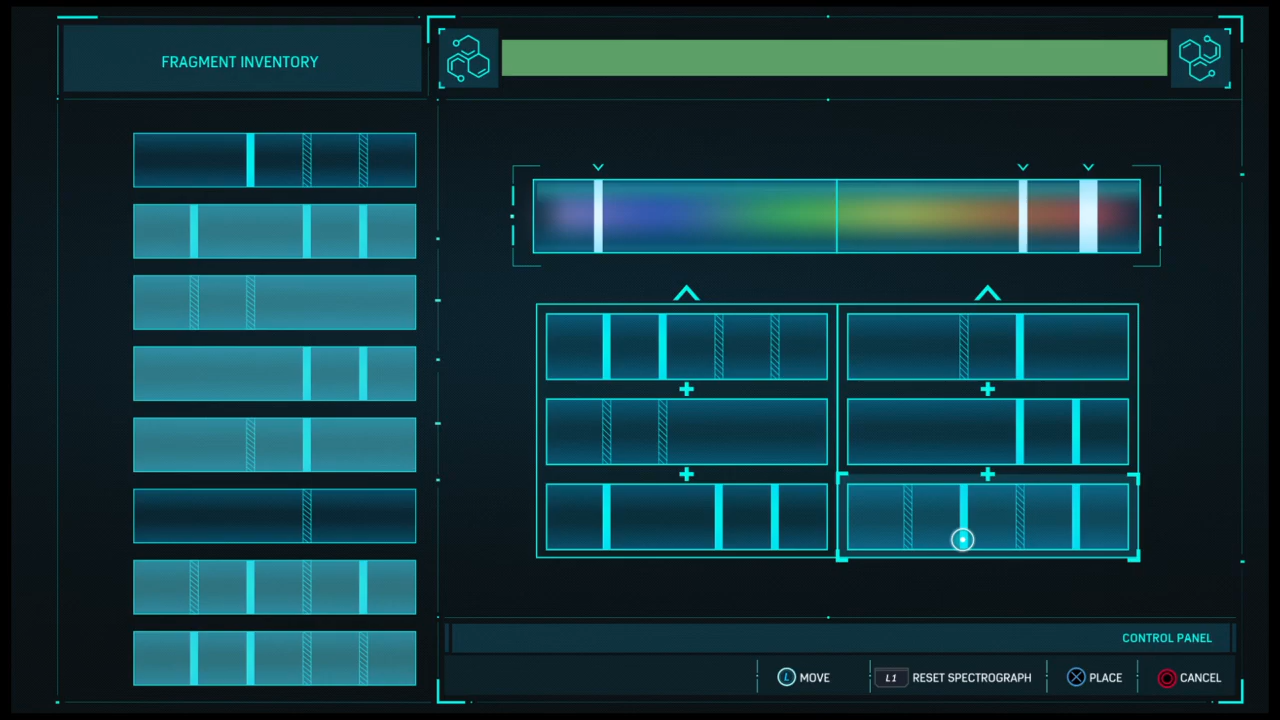 FRAGMENT INVENTORY
CONTROL PANEL
L MOVE L1 RESET SPECTROGRAPH PLACE CANCEL